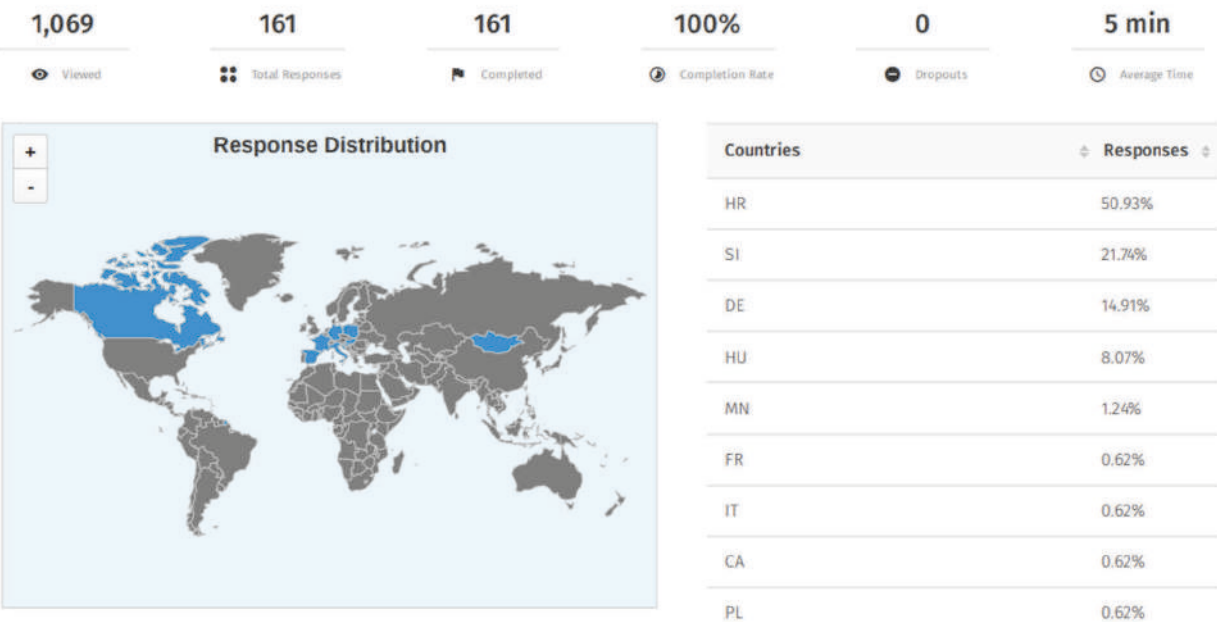 1,069 161 161 100% 0 5 min
Viewed Total Responses Completed Completion Rate Dropouts Average Time
+
-
Response Distribution
Countries Responses
HR 50.93%
SI 21.74%
DE 14.91%
HU 8.07%
MN 1.24%
FR 0.62%
IT 0.62%
CA 0.62%
PL 0.62%